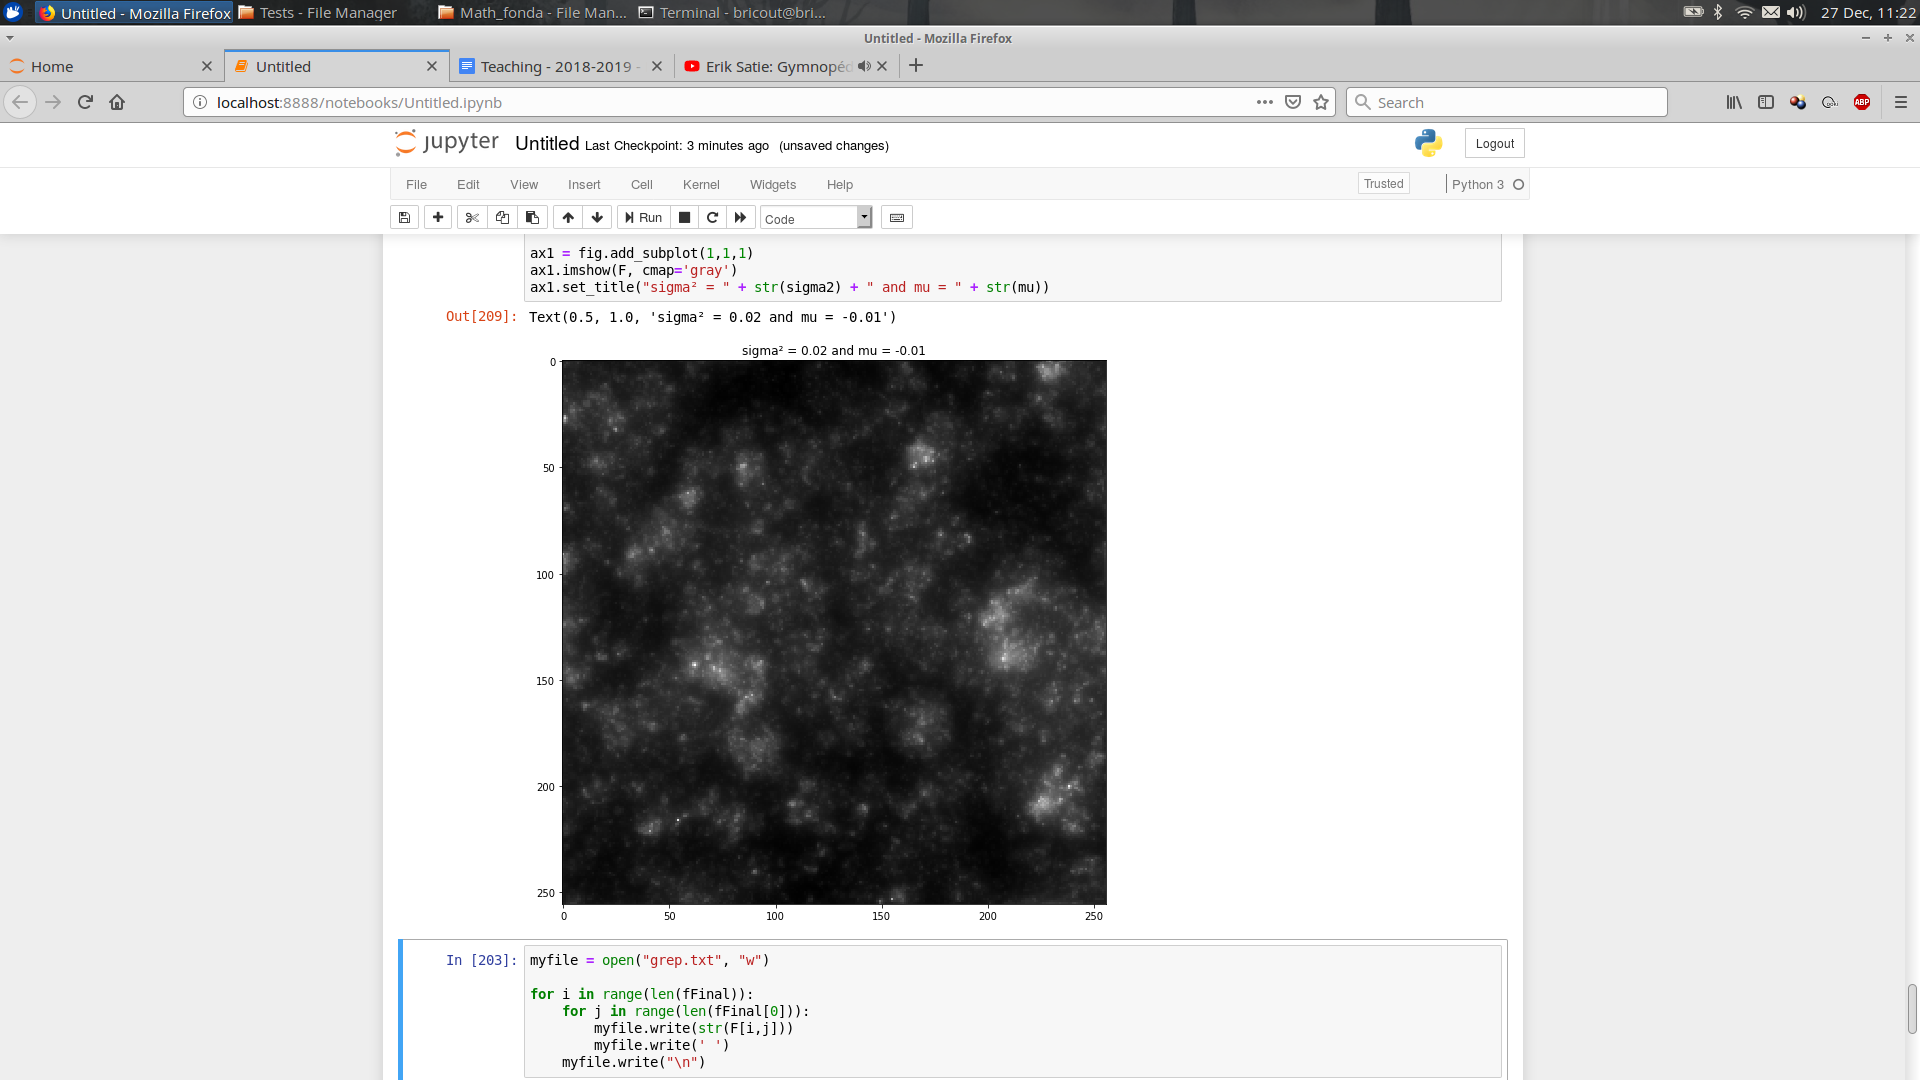 Untitled - Mozilla Firefox
Tests - File Manager
Math_fonda - File Man...
Terminal - bricout@bri...
27 Dec, 11:22
Untitled - Mozilla Firefox
Home
Untitled
Teaching - 2018-2019 -
Erik Satie: Gymnopéd
localhost:8888/notebooks/Untitled.ipynb
Search
ABP
jupyter Untitled Last Checkpoint: 3 minutes ago (unsaved changes)
Logout
File Edit View Insert Cell Kernel Widgets Help
Trusted
Python 3
Run
Code
ax1 = fig.add_subplot(1,1,1)
ax1.imshow(F, cmap='gray')
ax1.set_title("sigma² = " + str(sigma2) + " and mu = " + str(mu))
Out[209]: Text(0.5, 1.0, 'sigma² = 0.02 and mu = -0.01')
sigma² = 0.02 and mu = -0.01
0
50
100
150
200
250
0 50 100 150 200 250
In [203]: myfile = open("grep.txt", "w")
for i in range(len(fFinal)):
    for j in range(len(fFinal[0])):
        myfile.write(str(F[i,j]))
        myfile.write(' ')
    myfile.write("\n")